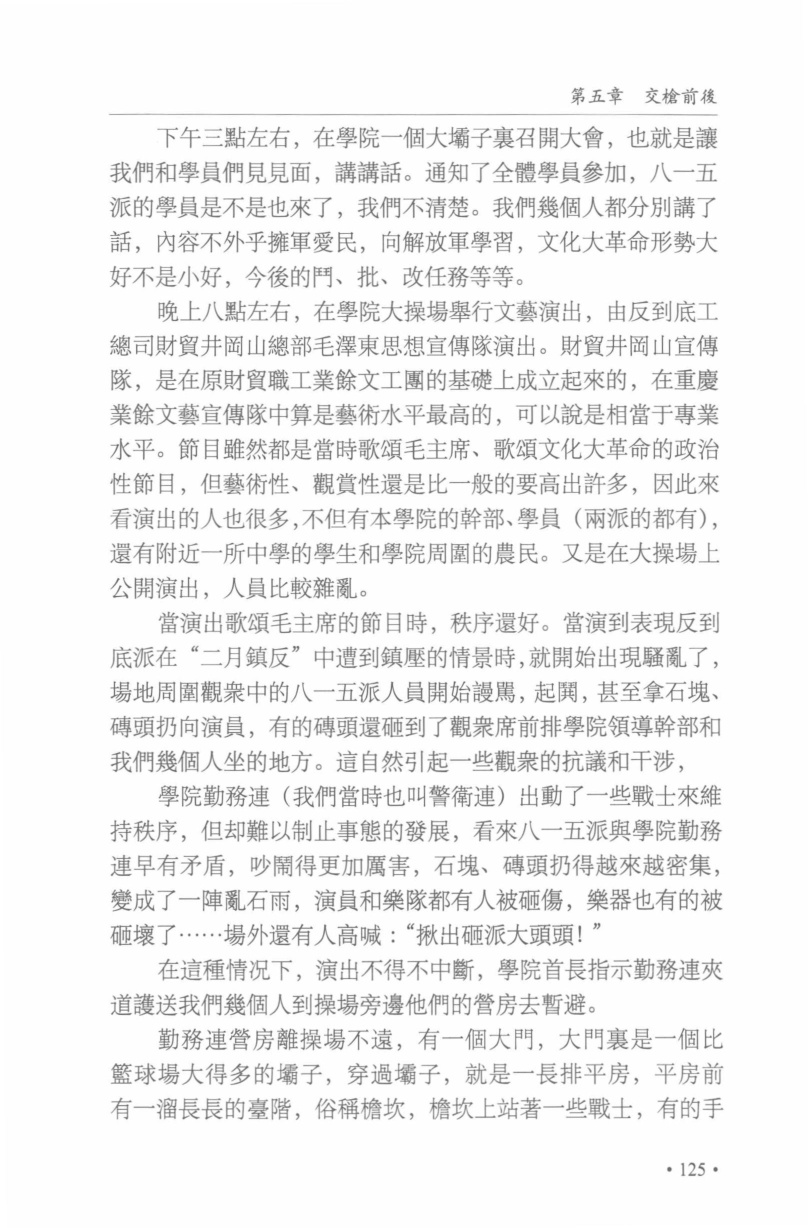 第五章　交槍前後
下午三點左右，在學院一個大壩子裏召開大會，也就是讓
我們和學員們見見面，講講話。通知了全體學員參加，八一五
派的學員是不是也來了，我們不清楚。我們幾個人都分別講了
話，內容不外乎擁軍愛民，向解放軍學習，文化大革命形勢大
好不是小好，今後的鬥、批、改任務等等。
晚上八點左右，在學院大操場舉行文藝演出，由反到底工
總司財貿井岡山總部毛澤東思想宣傳隊演出。財貿井岡山宣傳
隊，是在原財貿職工業餘文工團的基礎上成立起來的，在重慶
業餘文藝宣傳隊中算是藝術水平最高的，可以說是相當于專業
水平。節目雖然都是當時歌頌毛主席、歌頌文化大革命的政治
性節目，但藝術性、觀賞性還是比一般的要高出許多，因此來
看演出的人也很多，不但有本學院的幹部、學員（兩派的都有），
還有附近一所中學的學生和學院周圍的農民。又是在大操場上
公開演出，人員比較雜亂。
當演出歌頌毛主席的節目時，秩序還好。當演到表現反到
底派在“二月鎮反”中遭到鎮壓的情景時，就開始出現騷亂了，
場地周圍觀衆中的八一五派人員開始謾駡，起鬨，甚至拿石塊、
磚頭扔向演員，有的磚頭還砸到了觀衆席前排學院領導幹部和
我們幾個人坐的地方。這自然引起一些觀衆的抗議和干涉，
學院勤務連（我們當時也叫警衛連）出動了一些戰士來維
持秩序，但却難以制止事態的發展，看來八一五派與學院勤務
連早有矛盾，吵鬧得更加厲害，石塊、磚頭扔得越來越密集，
變成了一陣亂石雨，演員和樂隊都有人被砸傷，樂器也有的被
砸壞了……場外還有人高喊：“揪出砸派大頭頭！”
在這種情况下，演出不得不中斷，學院首長指示勤務連夾
道護送我們幾個人到操場旁邊他們的營房去暫避。
勤務連營房離操場不遠，有一個大門，大門裏是一個比
籃球場大得多的壩子，穿過壩子，就是一長排平房，平房前
有一溜長長的臺階，俗稱檐坎，檐坎上站著一些戰士，有的手
• 125 •